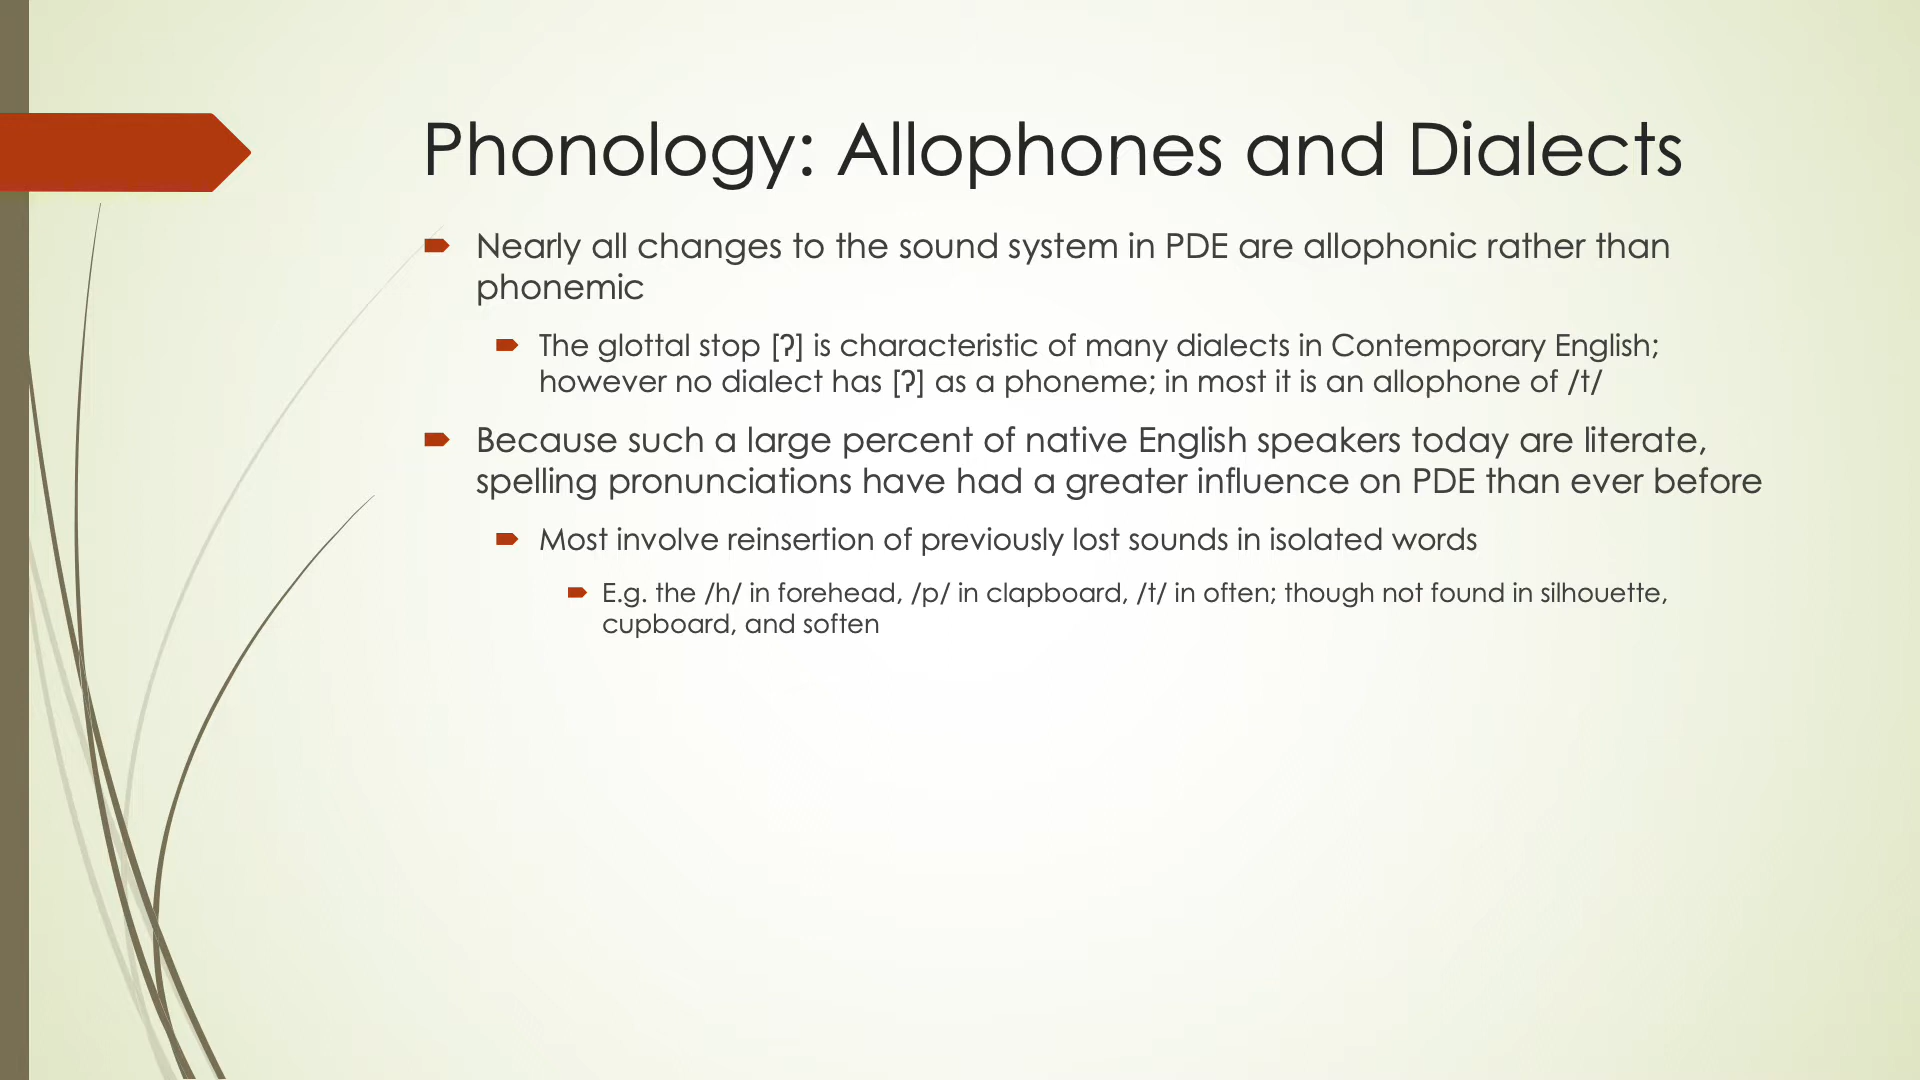 Phonology: Allophones and Dialects
Nearly all changes to the sound system in PDE are allophonic rather than
phonemic
The glottal stop [ʔ] is characteristic of many dialects in Contemporary English;
however no dialect has [ʔ] as a phoneme; in most it is an allophone of /t/
Because such a large percent of native English speakers today are literate,
spelling pronunciations have had a greater influence on PDE than ever before
Most involve reinsertion of previously lost sounds in isolated words
E.g. the /h/ in forehead, /p/ in clapboard, /t/ in often; though not found in silhouette,
cupboard, and soften